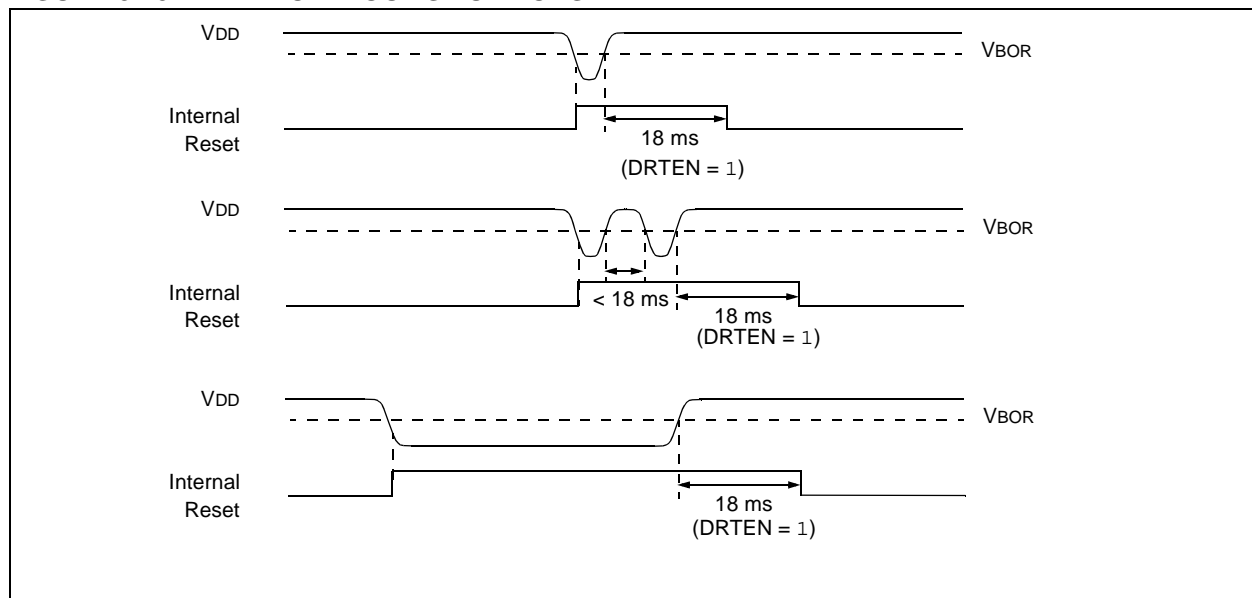 VDD
VBOR
Internal
Reset
18 ms
(DRTEN = 1)
VDD
VBOR
Internal
Reset
< 18 ms
18 ms
(DRTEN = 1)
VDD
VBOR
Internal
Reset
18 ms
(DRTEN = 1)